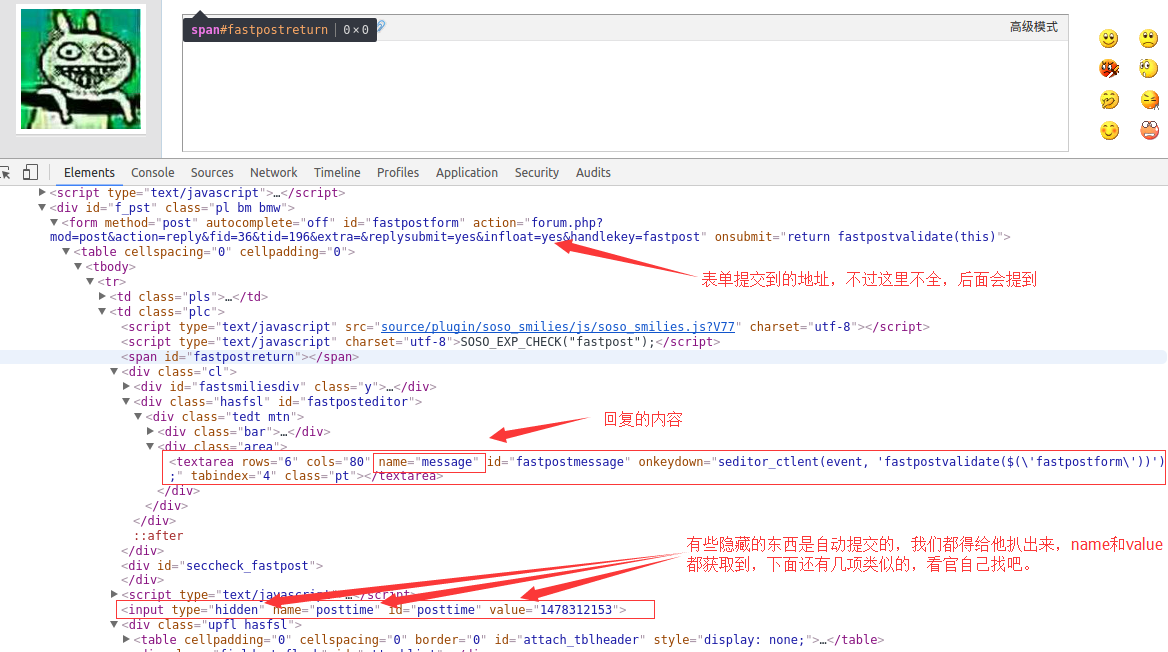 span#fastpostreturn | 0×0
高级模式
Elements Console Sources Network Timeline Profiles Application Security Audits
<script type="text/javascript">…</script>
<div id="f_pst" class="pl bm bmw">
<form method="post" autocomplete="off" id="fastpostform" action="forum.php?
mod=post&action=reply&fid=36&tid=196&extra=&replysubmit=yes&infloat=yes&handlekey=fastpost" onsubmit="return fastpostvalidate(this)">
<table cellspacing="0" cellpadding="0">
<tbody>
<tr>
表单提交到的地址，不过这里不全，后面会提到
<td class="pls">…</td>
<td class="plc">
<script type="text/javascript" src="source/plugin/soso_smilies/js/soso_smilies.js?V77" charset="utf-8"></script>
<script type="text/javascript" charset="utf-8">SOSO_EXP_CHECK("fastpost");</script>
<span id="fastpostreturn"></span>
<div class="cl">
<div id="fastsmiliesdiv" class="y">…</div>
<div class="hasfsl" id="fastposteditor">
<div class="tedt mtn">
回复的内容
<div class="bar">…</div>
<div class="area">
<textarea rows="6" cols="80" name="message" id="fastpostmessage" onkeydown="seditor_ctlent(event, 'fastpostvalidate($(\'fastpostform\'))')
;" tabindex="4" class="pt"></textarea>
</div>
</div>
</div>
::after
有些隐藏的东西是自动提交的，我们都得给他扒出来，name和value
都获取到，下面还有几项类似的，看官自己找吧。
</div>
<div id="seccheck_fastpost">
</div>
<script type="text/javascript">…</script>
<input type="hidden" name="posttime" id="posttime" value="1478312153">
<div class="upfl hasfsl">
<table cellpadding="0" cellspacing="0" border="0" id="attach_tblheader" style="display: none;">…</table>